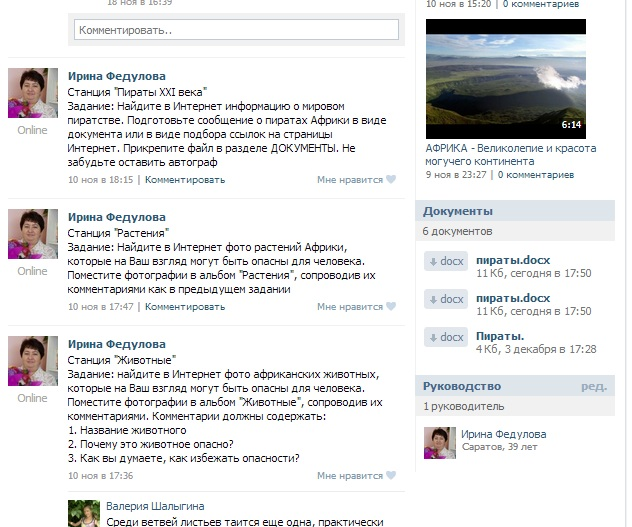 18 ноя в 16:39
Комментировать..
Ирина Федулова
Станция "Пираты XXI века"
Задание: Найдите в Интернет информацию о мировом
пиратстве. Подготовьте сообщение о пиратах Африки в виде
документа или в виде подбора ссылок на страницы
Интернет. Прикрепите файл в разделе ДОКУМЕНТЫ. Не
забудьте оставить автограф
Online
10 ноя в 18:15 | Комментировать
Мне нравится
Ирина Федулова
Станция "Растения"
Задание: Найдите в Интернет фото растений Африки,
которые на Ваш взгляд могут быть опасны для человека.
Поместите фотографии в альбом "Растения", сопроводив их
комментариями как в предыдущем задании
Online
10 ноя в 17:47 | Комментировать
Мне нравится
Ирина Федулова
Станция "Животные"
Задание: найдите в Интернет фото африканских животных,
которые на Ваш взгляд могут быть опасны для человека.
Поместите фотографии в альбом "Животные", сопроводив их
комментариями. Комментарии должны содержать:
1. Название животного
2. Почему это животное опасно?
3. Как вы думаете, как избежать опасности?
Online
10 ноя в 17:36
Мне нравится
Валерия Шалыгина
Среди ветвей листьев таится еще одна, практически
10 ноя в 15:20 | 0 комментариев
6:14
АФРИКА - Великолепие и красота
могучего континента
9 ноя в 23:27 | 0 комментариев
Документы
6 документов
docx
пираты.docx
11 Кб, сегодня в 17:50
docx
пираты.docx
11 Кб, сегодня в 17:50
docx
Пираты.
4 Кб, 3 декабря в 17:28
Руководство
ред.
1 руководитель
Ирина Федулова
Саратов, 39 лет